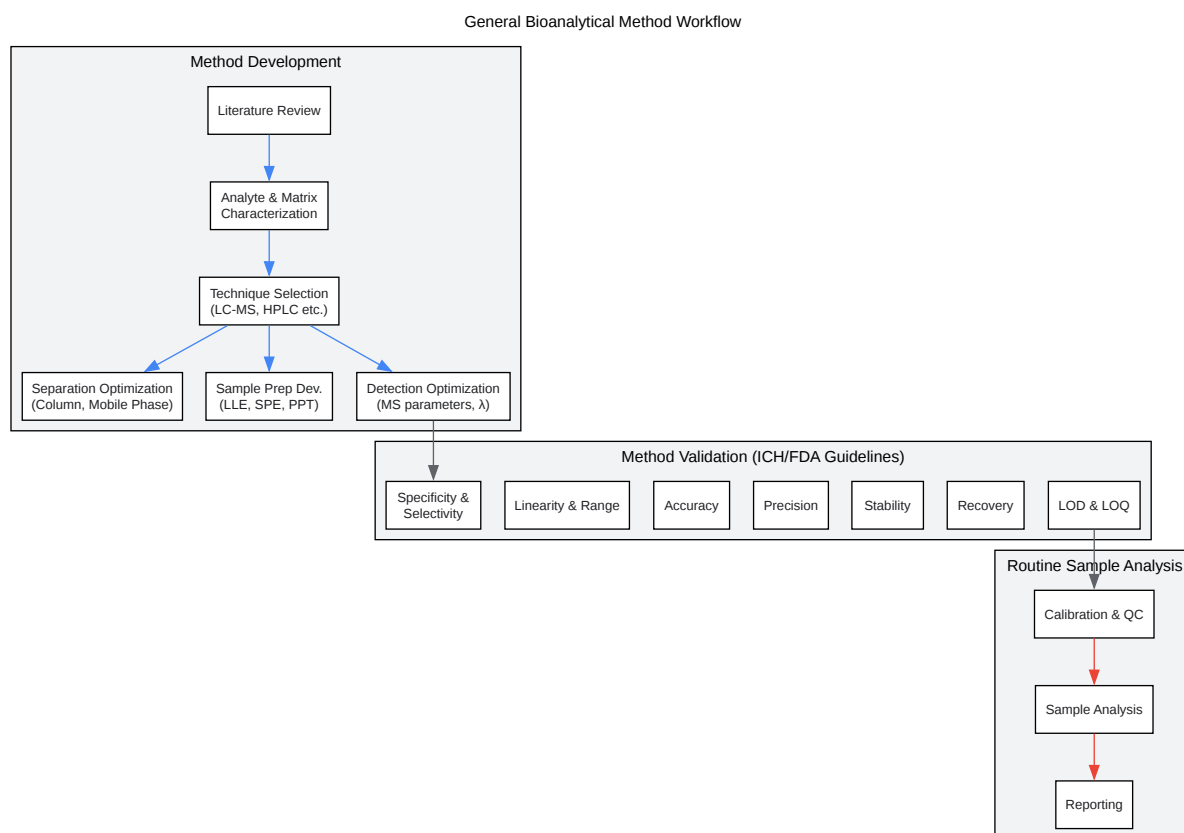 General Bioanalytical Method Workflow
Method Development
Literature Review
Analyte & Matrix
Characterization
Technique Selection
(LC-MS, HPLC etc.)
Separation Optimization
(Column, Mobile Phase)
Sample Prep Dev.
(LLE, SPE, PPT)
Detection Optimization
(MS parameters, λ)
Method Validation (ICH/FDA Guidelines)
Specificity &
Selectivity
Linearity & Range
Accuracy
Precision
Stability
Recovery
LOD & LOQ
Routine Sample Analysis
Calibration & QC
Sample Analysis
Reporting